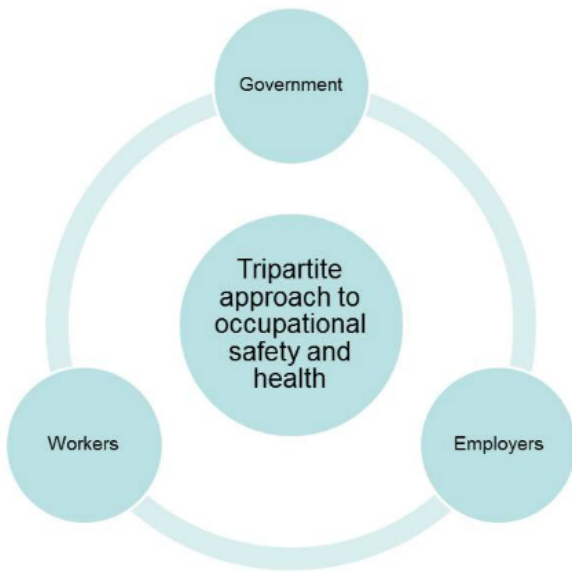 Government
Tripartite
approach to
occupational
safety and
health
Workers
Employers